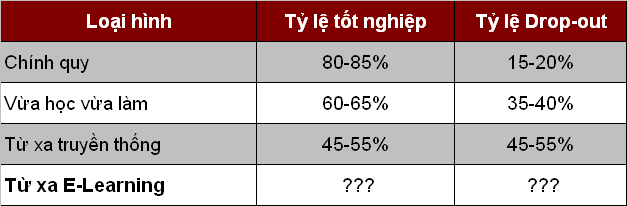 Loại hình Tỷ lệ tốt nghiệp Tỷ lệ Drop-out
Chính quy 80-85% 15-20%
Vừa học vừa làm 60-65% 35-40%
Từ xa truyền thống 45-55% 45-55%
Từ xa E-Learning ??? ???